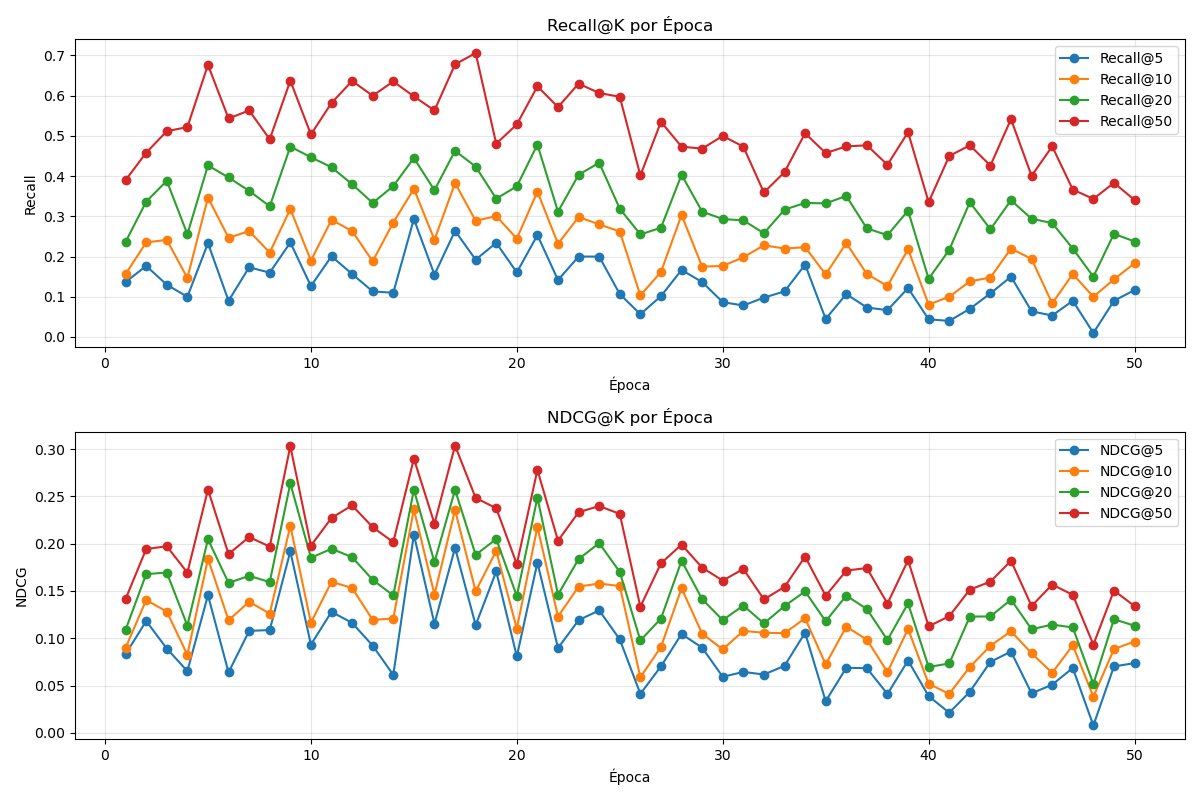 Recall@K por Época
0.7
0.6
0.5
0.4
0.3
0.2
0.1
0.0
Recall
Recall@5
Recall@10
Recall@20
Recall@50
0 10 20 30 40 50
Época
NDCG@K por Época
0.30
0.25
0.20
0.15
0.10
0.05
0.00
NDCG
NDCG@5
NDCG@10
NDCG@20
NDCG@50
0 10 20 30 40 50
Época